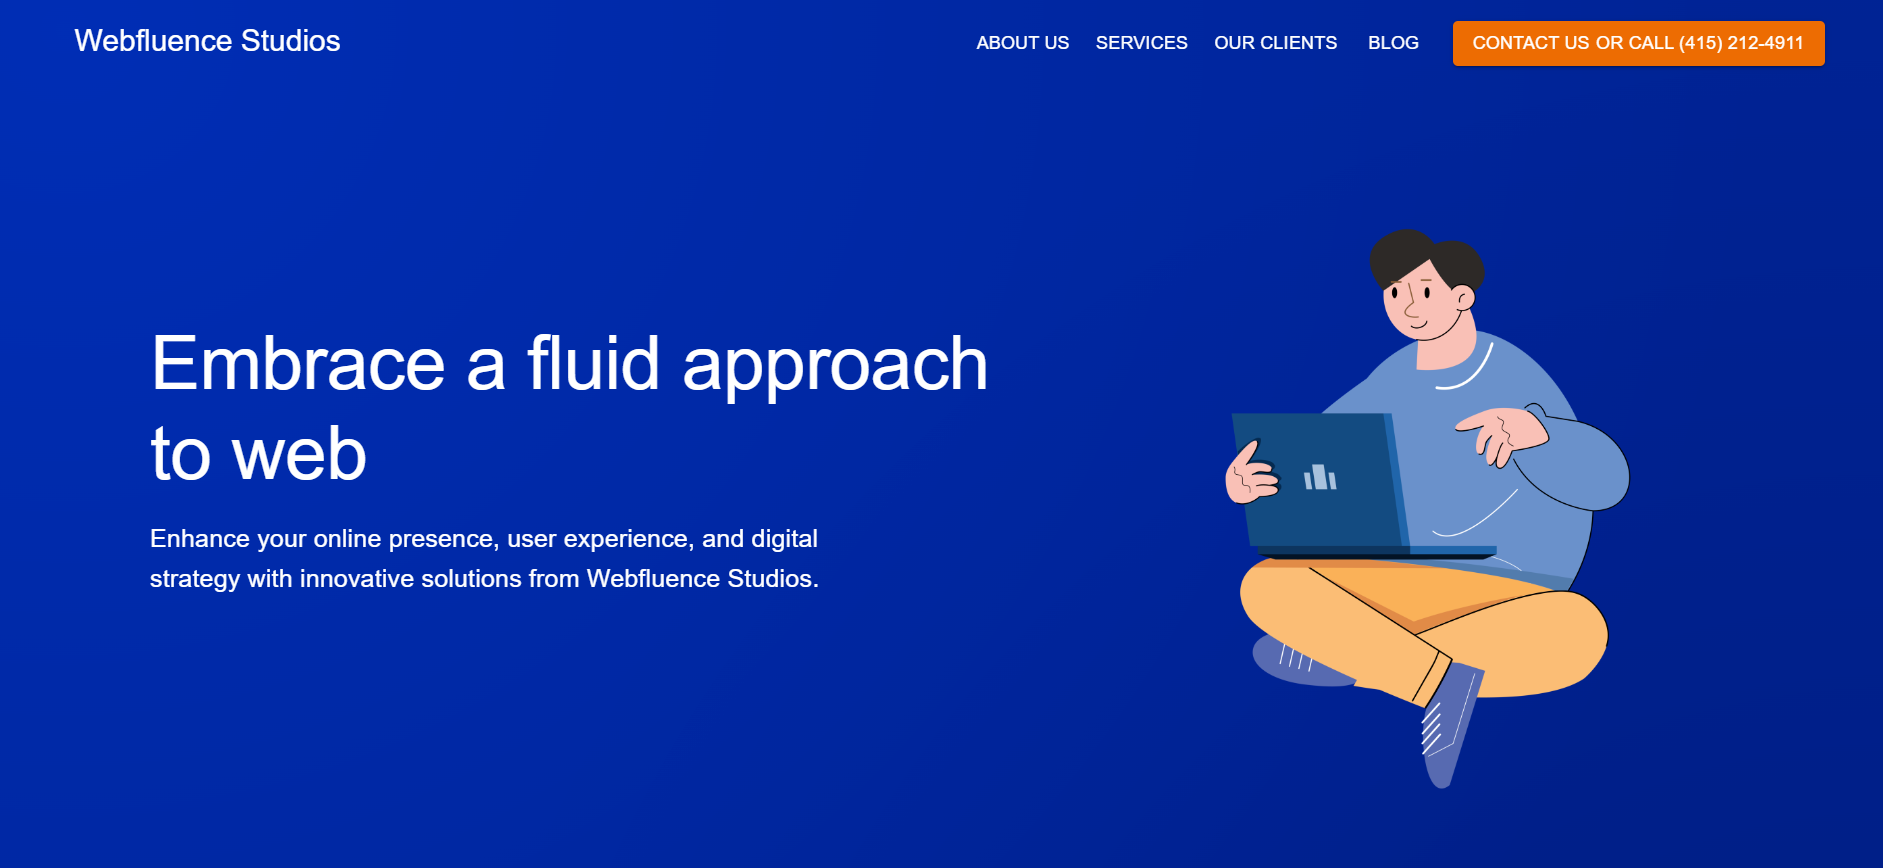 Webfluence Studios
ABOUT US SERVICES OUR CLIENTS BLOG CONTACT US OR CALL (415) 212-4911
Embrace a fluid approach
to web
Enhance your online presence, user experience, and digital
strategy with innovative solutions from Webfluence Studios.